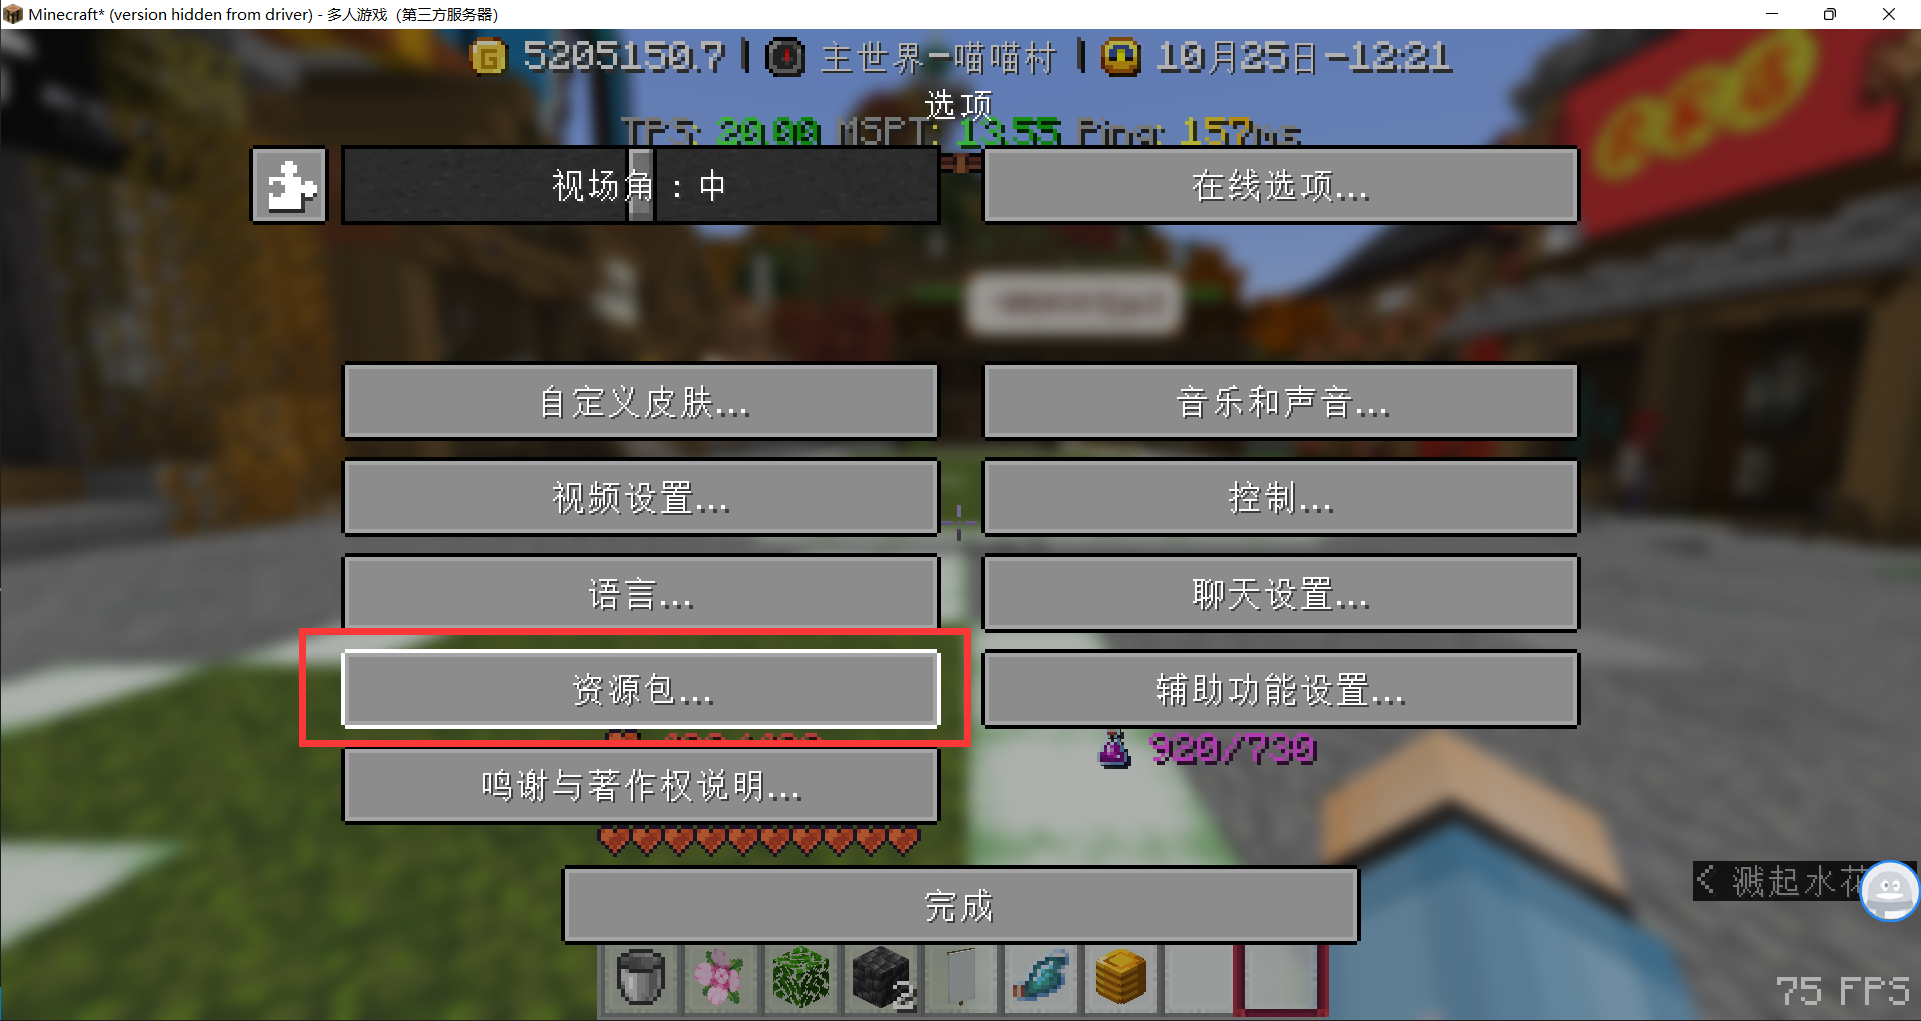 Minecraft* (version hidden from driver) - 多人游戏 (第三方服务器)
5205150.7 | 主世界-喵喵村 | 10月25日-12:21
选项
TPS: 20.00 MSPT: 13.55 Ping: 157ms
视场角：中
在线选项...
自定义皮肤...
音乐和声音...
视频设置...
控制...
语言...
聊天设置...
资源包...
辅助功能设置...
920/730
鸣谢与著作权说明...
< 溅起水花
完成
2
75 FPS